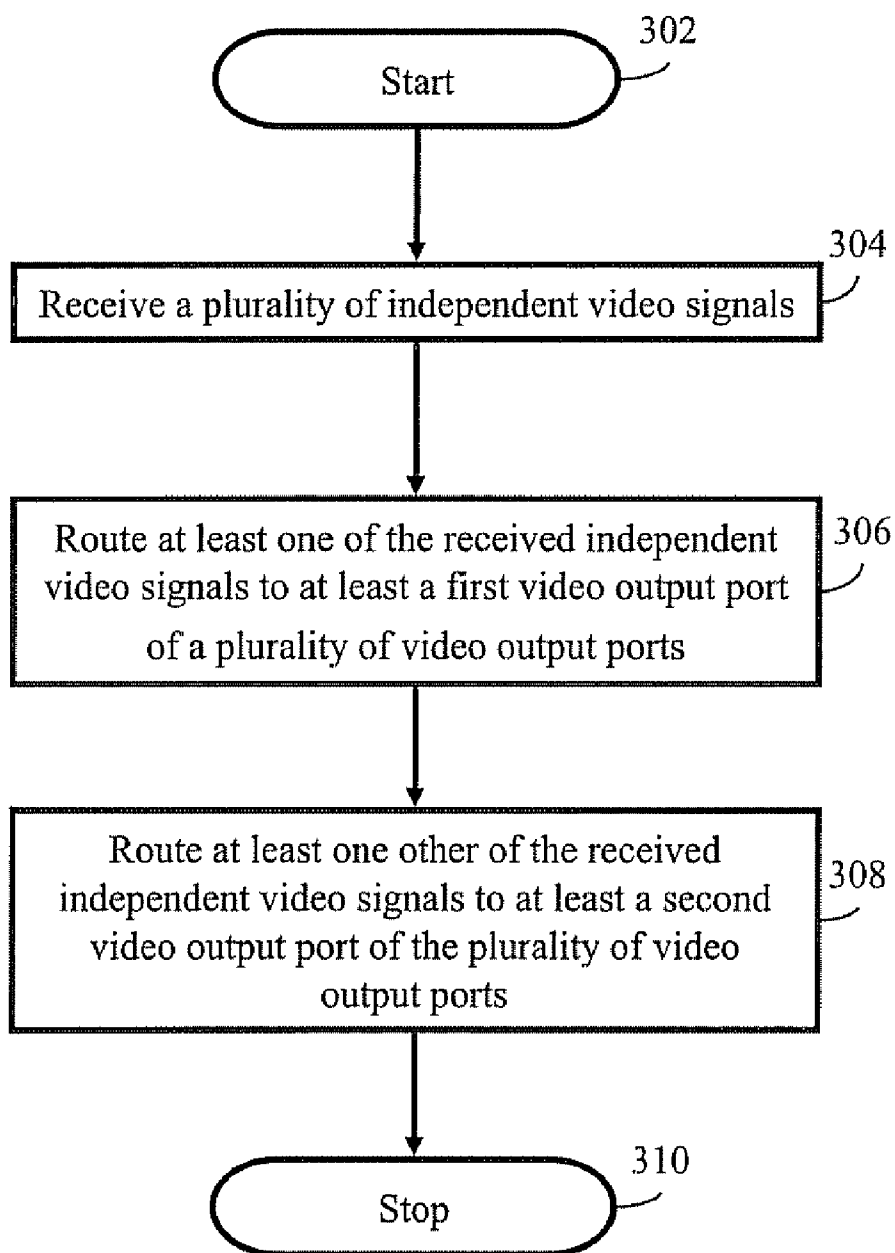 302
Start
304
Receive a plurality of independent video signals
Route at least one of the received independent
video signals to at least a first video output port
of a plurality of video output ports
306
Route at least one other of the received
independent video signals to at least a second
video output port of the plurality of video
output ports
308
310
Stop